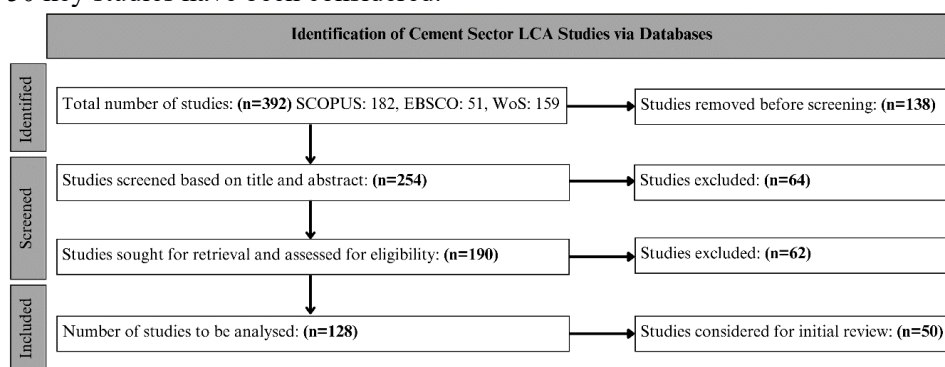 50 key studies have been considered.
Identification of Cement Sector LCA Studies via Databases
Identified
Total number of studies: (n=392) SCOPUS: 182, EBSCO: 51, WoS: 159
Studies removed before screening: (n=138)
Screened
Studies screened based on title and abstract: (n=254)
Studies excluded: (n=64)
Studies sought for retrieval and assessed for eligibility: (n=190)
Studies excluded: (n=62)
Included
Number of studies to be analysed: (n=128)
Studies considered for initial review: (n=50)